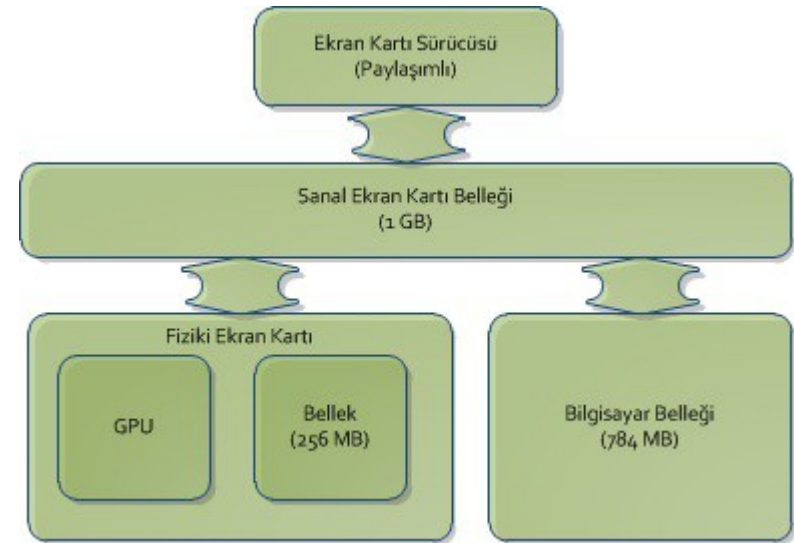 Ekran Kartı Sürücüsü
(Paylaşımlı)
Sanal Ekran Kartı Belleği
(1 GB)
Fiziki Ekran Kartı
GPU
Bellek
(256 MB)
Bilgisayar Belleği
(784 MB)